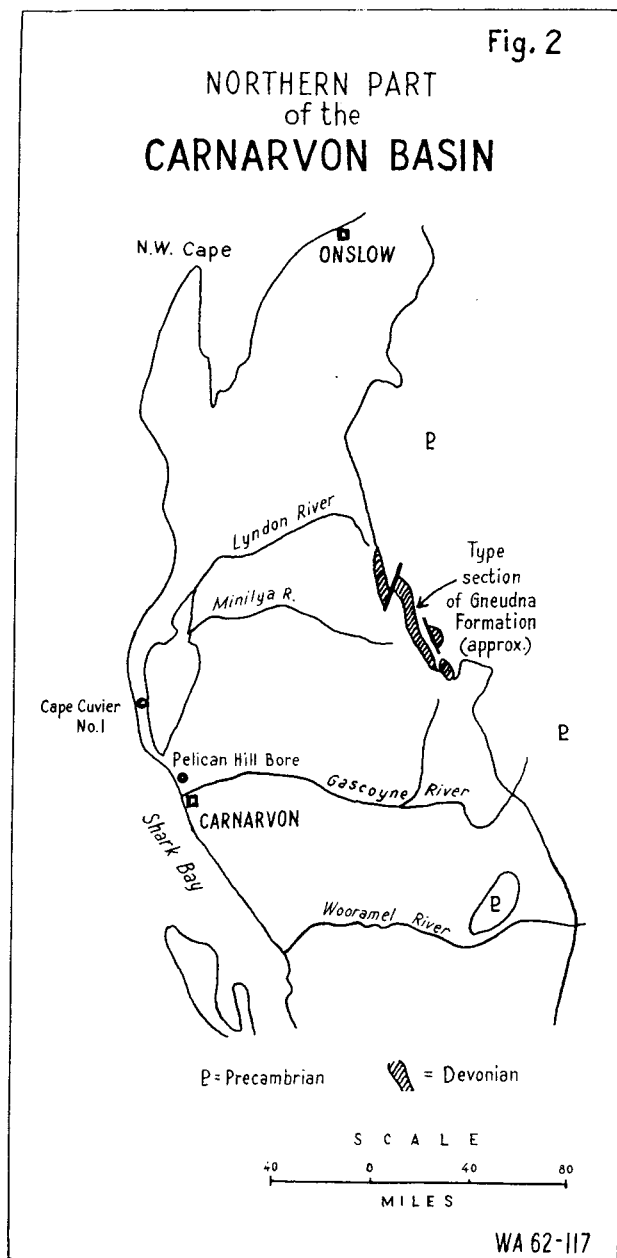 Fig. 2
NORTHERN PART
of the
CARNARVON BASIN
N.W. Cape
ONSLOW
P
Lyndon River
Type
section
of Gneudna
Formation
(approx.)
Minilya R.
Cape Cuvier
No.1
P
Pelican Hill Bore
Gascoyne River
CARNARVON
Shark Bay
P
Wooramel River
P = Precambrian
= Devonian
SCALE
40 0 40 80
MILES
WA 62-117